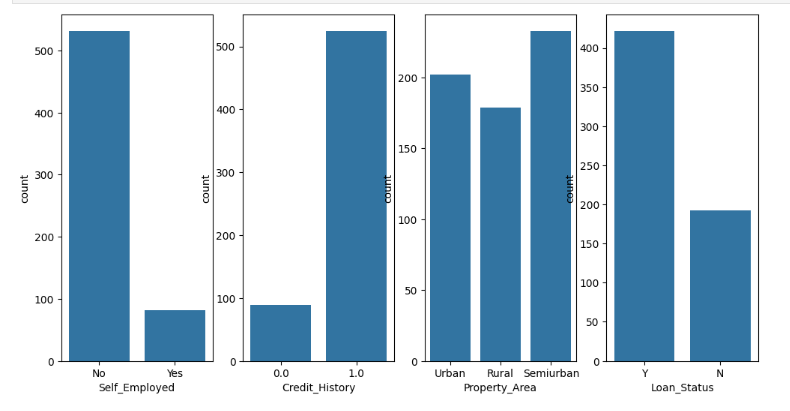 count
500
400
300
200
100
0
No Yes
Self_Employed
count
500
400
300
200
100
0
0.0 1.0
Credit_History
count
200
150
100
50
0
Urban Rural Semiurban
Property_Area
count
400
350
300
250
200
150
100
50
0
Y N
Loan_Status